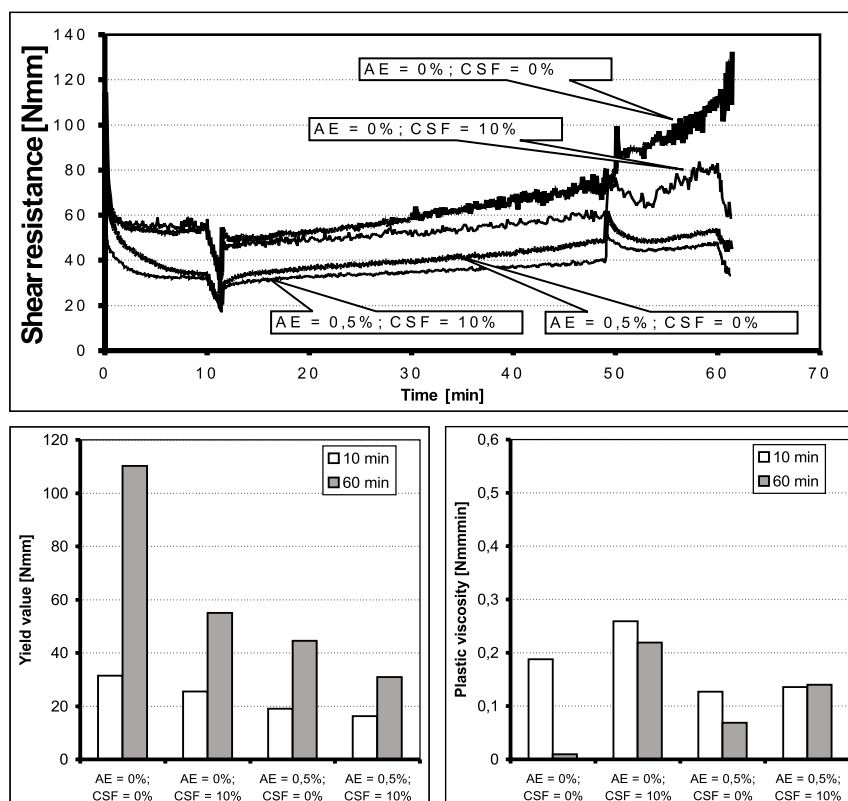 Shear resistance [Nmm]
140
120
100
80
60
40
20
0
AE = 0% ; CSF = 0%
AE = 0% ; CSF = 10%
AE = 0,5% ; CSF = 10%
AE = 0,5% ; CSF = 0%
0 10 20 30 40 50 60 70
Time [min]
Yield value [Nmm]
120
100
80
60
40
20
0
10 min
60 min
AE = 0%; AE = 0%; AE = 0,5%; AE = 0,5%;
CSF = 0% CSF = 10% CSF = 0% CSF = 10%
Plastic viscosity [Nmmmin]
0,6
0,5
0,4
0,3
0,2
0,1
0
10 min
60 min
AE = 0%; AE = 0%; AE = 0,5%; AE = 0,5%;
CSF = 0% CSF = 10% CSF = 0% CSF = 10%